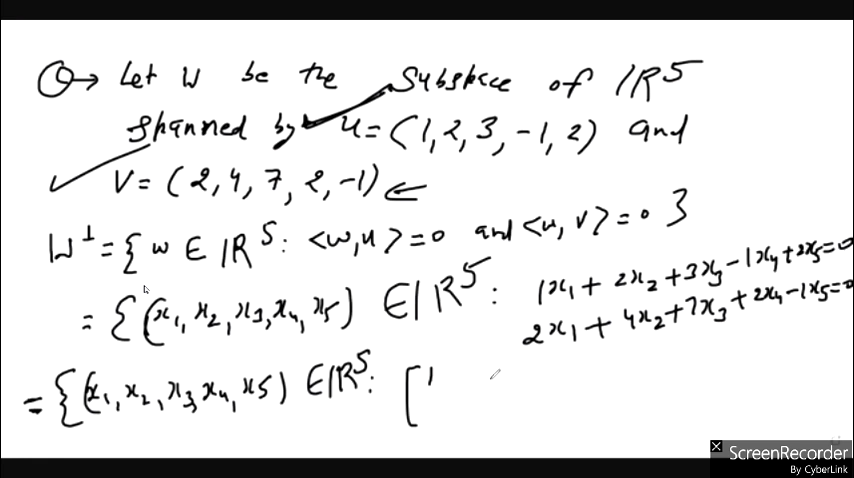 Q→ Let W be the Subspace of IR⁵
spanned by u=(1,2,3,-1,2) and
V=(2,4,7,2,-1)
W⊥={ w ∈ IR⁵: <w,u>=0 and <u,v>=0 }
= { (x₁,x₂,x₃,x₄,x₅) ∈ IR⁵: 1x₁+2x₂+3x₃-1x₄+2x₅=0
2x₁+4x₂+7x₃+2x₄-1x₅=0
= { (x₁,x₂,x₃,x₄,x5) ∈ IR⁵: [1
ScreenRecorder
By CyberLink